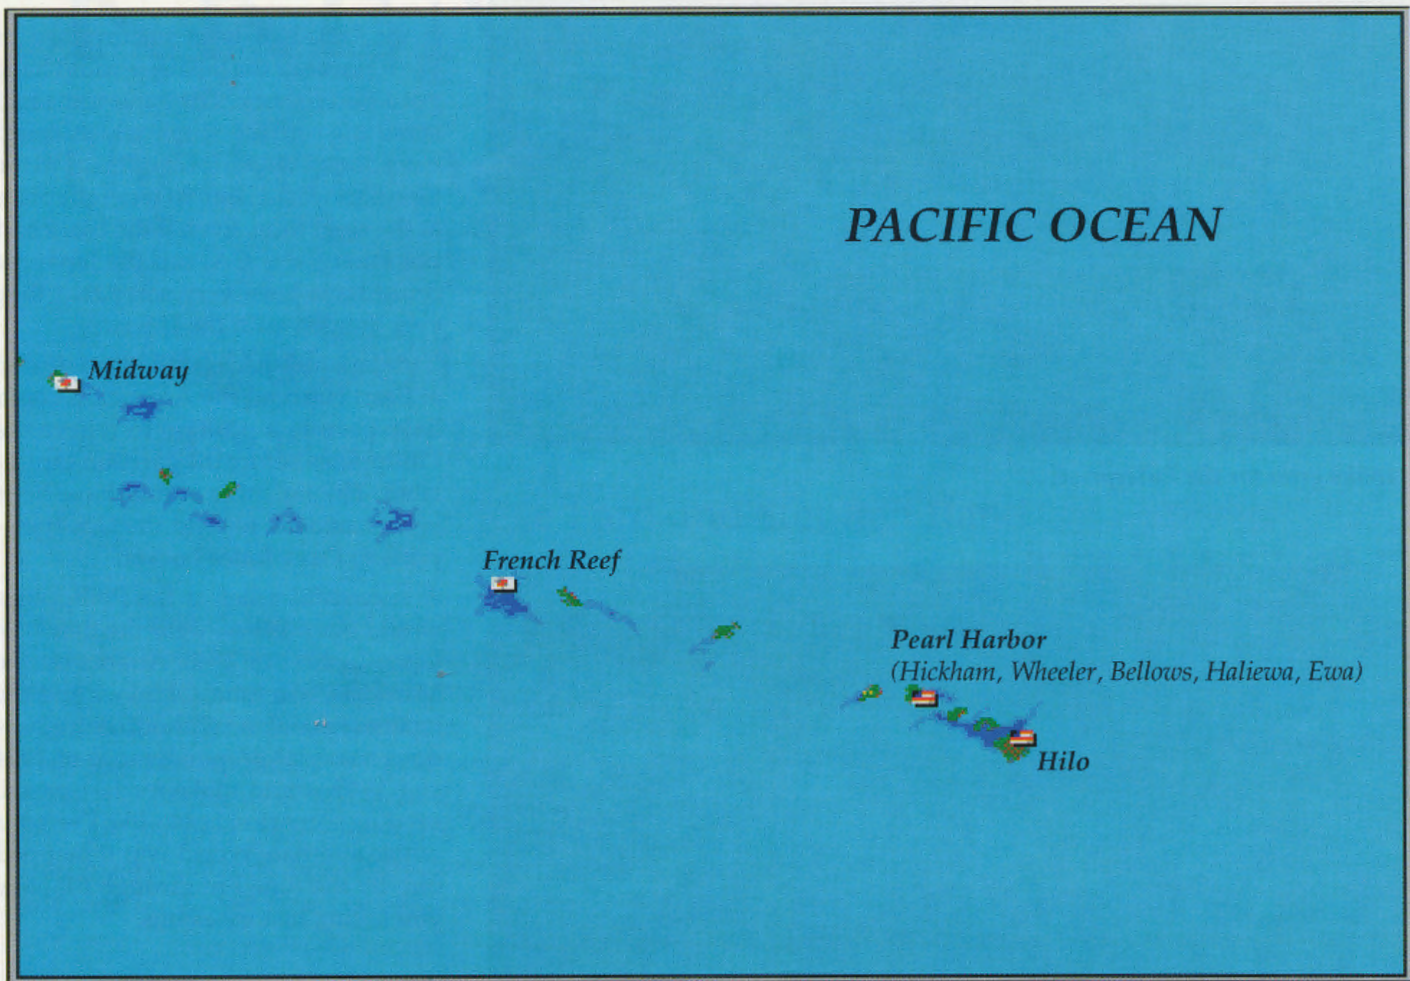 PACIFIC OCEAN
Midway
French Reef
Pearl Harbor
(Hickham, Wheeler, Bellows, Haliewa, Ewa)
Hilo